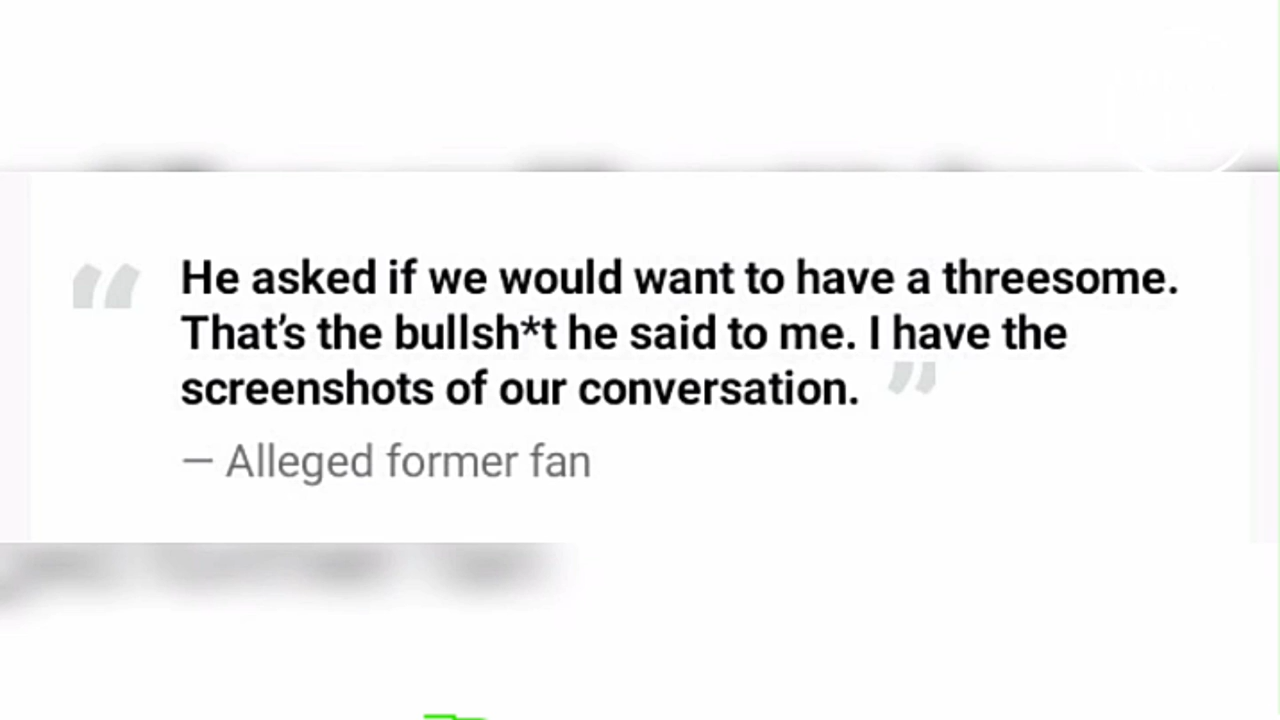 “ He asked if we would want to have a threesome.
That’s the bullsh*t he said to me. I have the
screenshots of our conversation. ”
— Alleged former fan